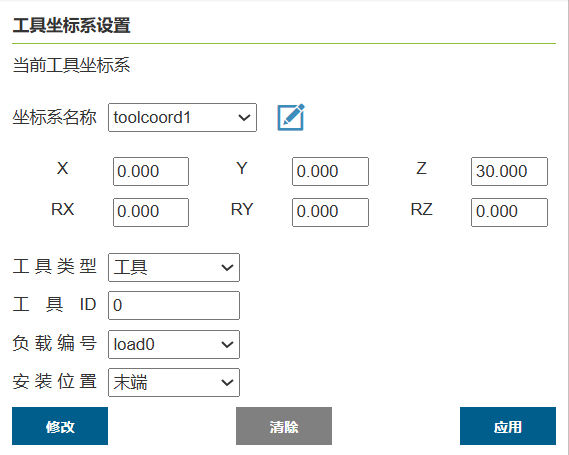 工具坐标系设置
当前工具坐标系
坐标系名称 toolcoord1
X 0.000 Y 0.000 Z 30.000
RX 0.000 RY 0.000 RZ 0.000
工具类型 工具
工具ID 0
负载编号 load0
安装位置 末端
修改 清除 应用